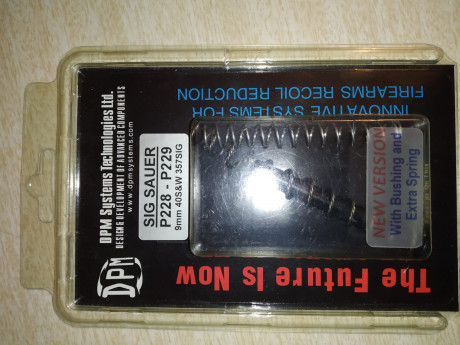 DPM
DPM Systems Technologies Ltd.
DESIGN & DEVELOPMENT OF ADVANCED COMPONENTS
www.dpmsystems.com
INNOVATIVE SYSTEMS FOR
FIREARMS RECOIL REDUCTION
SIG SAUER
P228 - P229
9mm 40S&W 357SIG
NEW VERSION
With Bushing and
Extra Spring
The Future Is Now